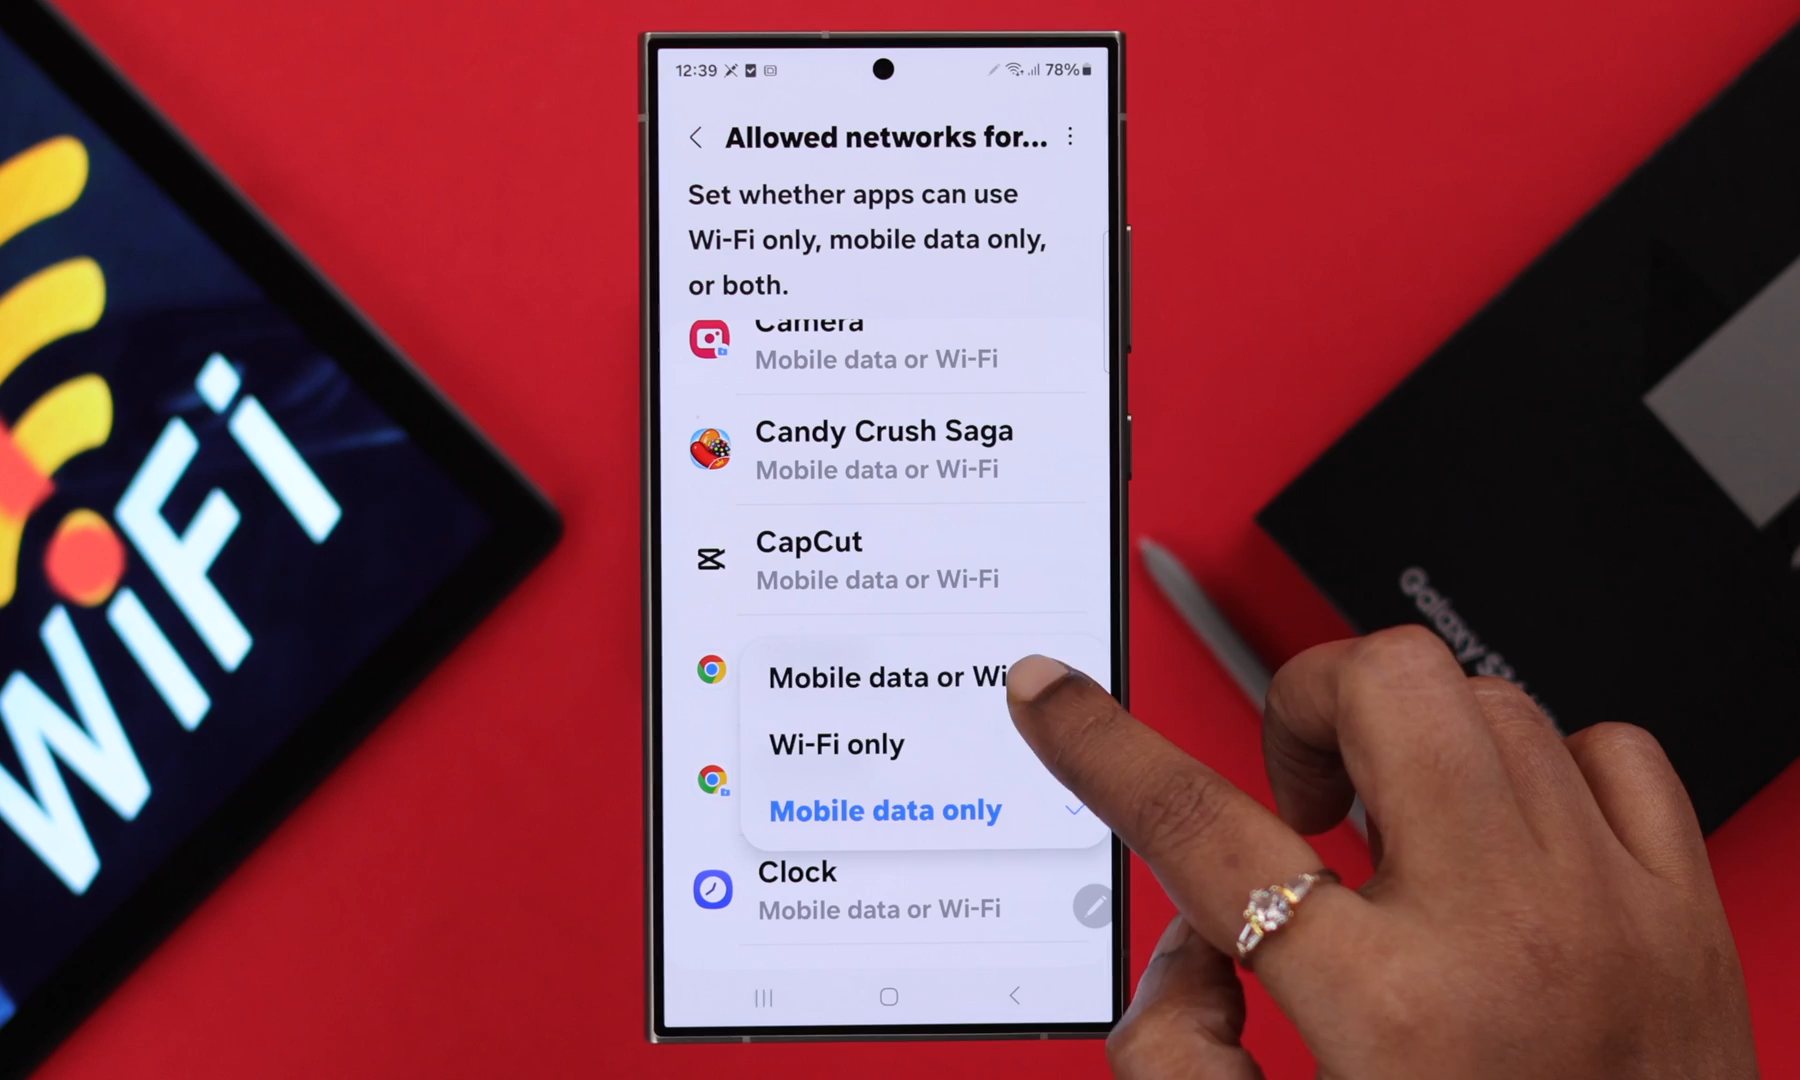 WiFi
12:39
78%
Allowed networks for...
Set whether apps can use
Wi-Fi only, mobile data only,
or both.
Camera
Mobile data or Wi-Fi
Candy Crush Saga
Mobile data or Wi-Fi
CapCut
Mobile data or Wi-Fi
Mobile data or Wi
Wi-Fi only
Mobile data only
Clock
Mobile data or Wi-Fi
Galaxy